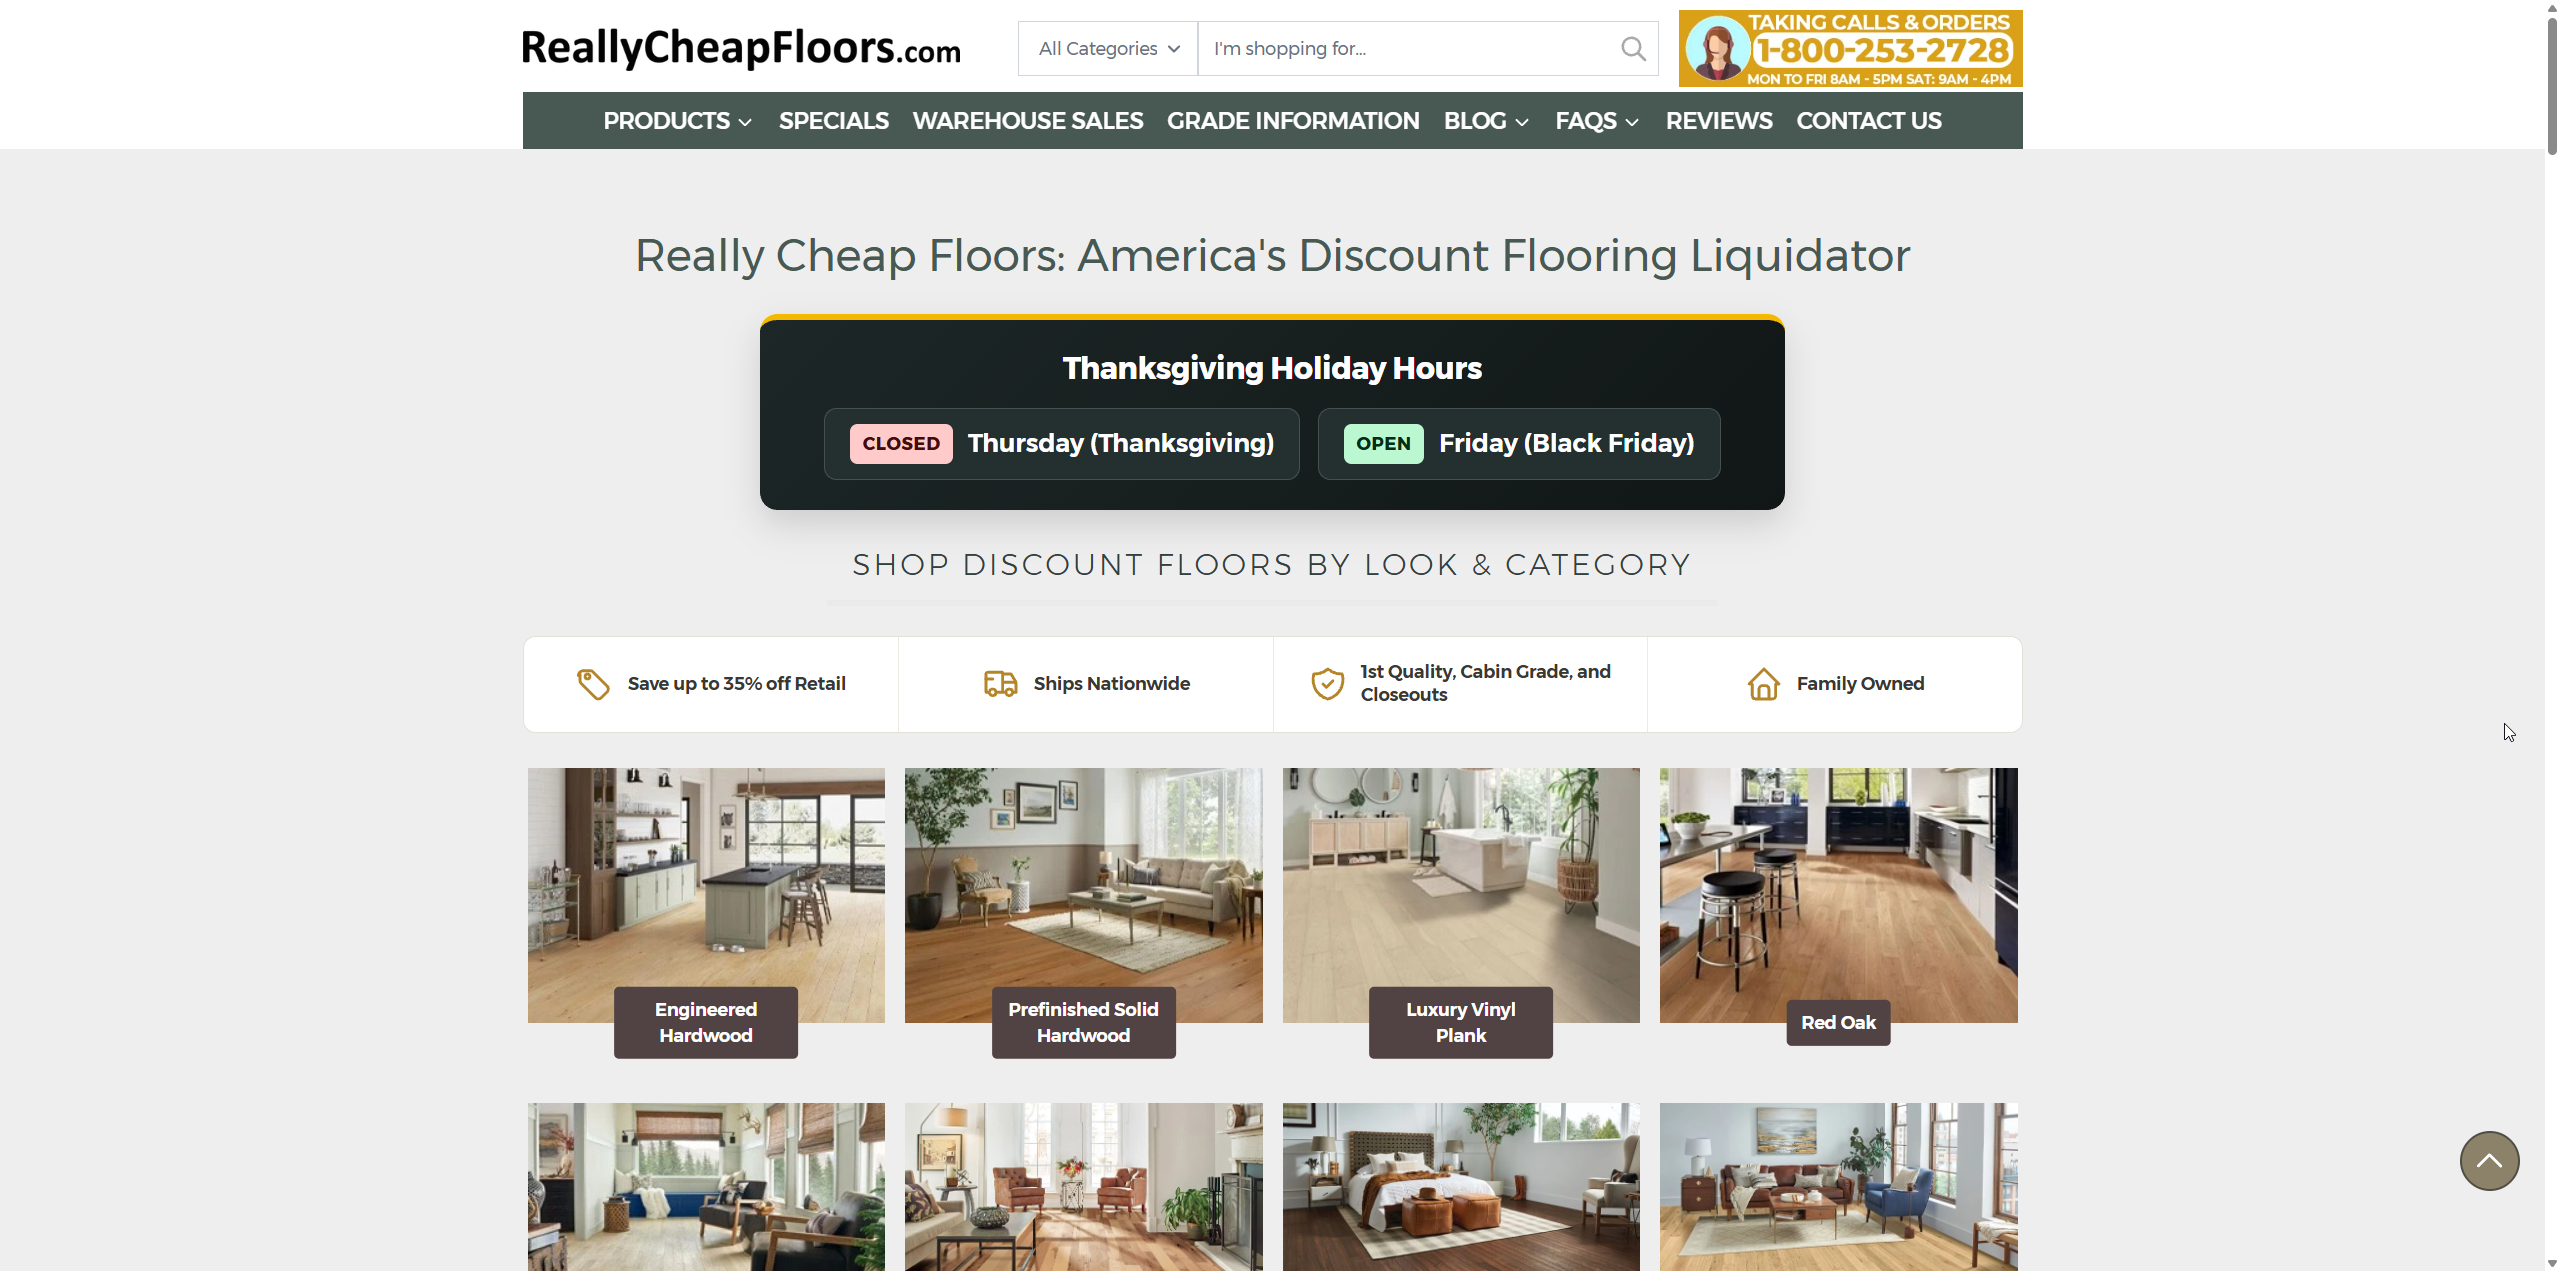 ReallyCheapFloors.com
All Categories
I'm shopping for...
TAKING CALLS & ORDERS
1-800-253-2728
MON TO FRI 8AM - 5PM SAT: 9AM - 4PM
PRODUCTS SPECIALS WAREHOUSE SALES GRADE INFORMATION BLOG FAQS REVIEWS CONTACT US
Really Cheap Floors: America's Discount Flooring Liquidator
Thanksgiving Holiday Hours
CLOSED Thursday (Thanksgiving)
OPEN Friday (Black Friday)
SHOP DISCOUNT FLOORS BY LOOK & CATEGORY
Save up to 35% off Retail
Ships Nationwide
1st Quality, Cabin Grade, and
Closeouts
Family Owned
Engineered
Hardwood
Prefinished Solid
Hardwood
Luxury Vinyl
Plank
Red Oak